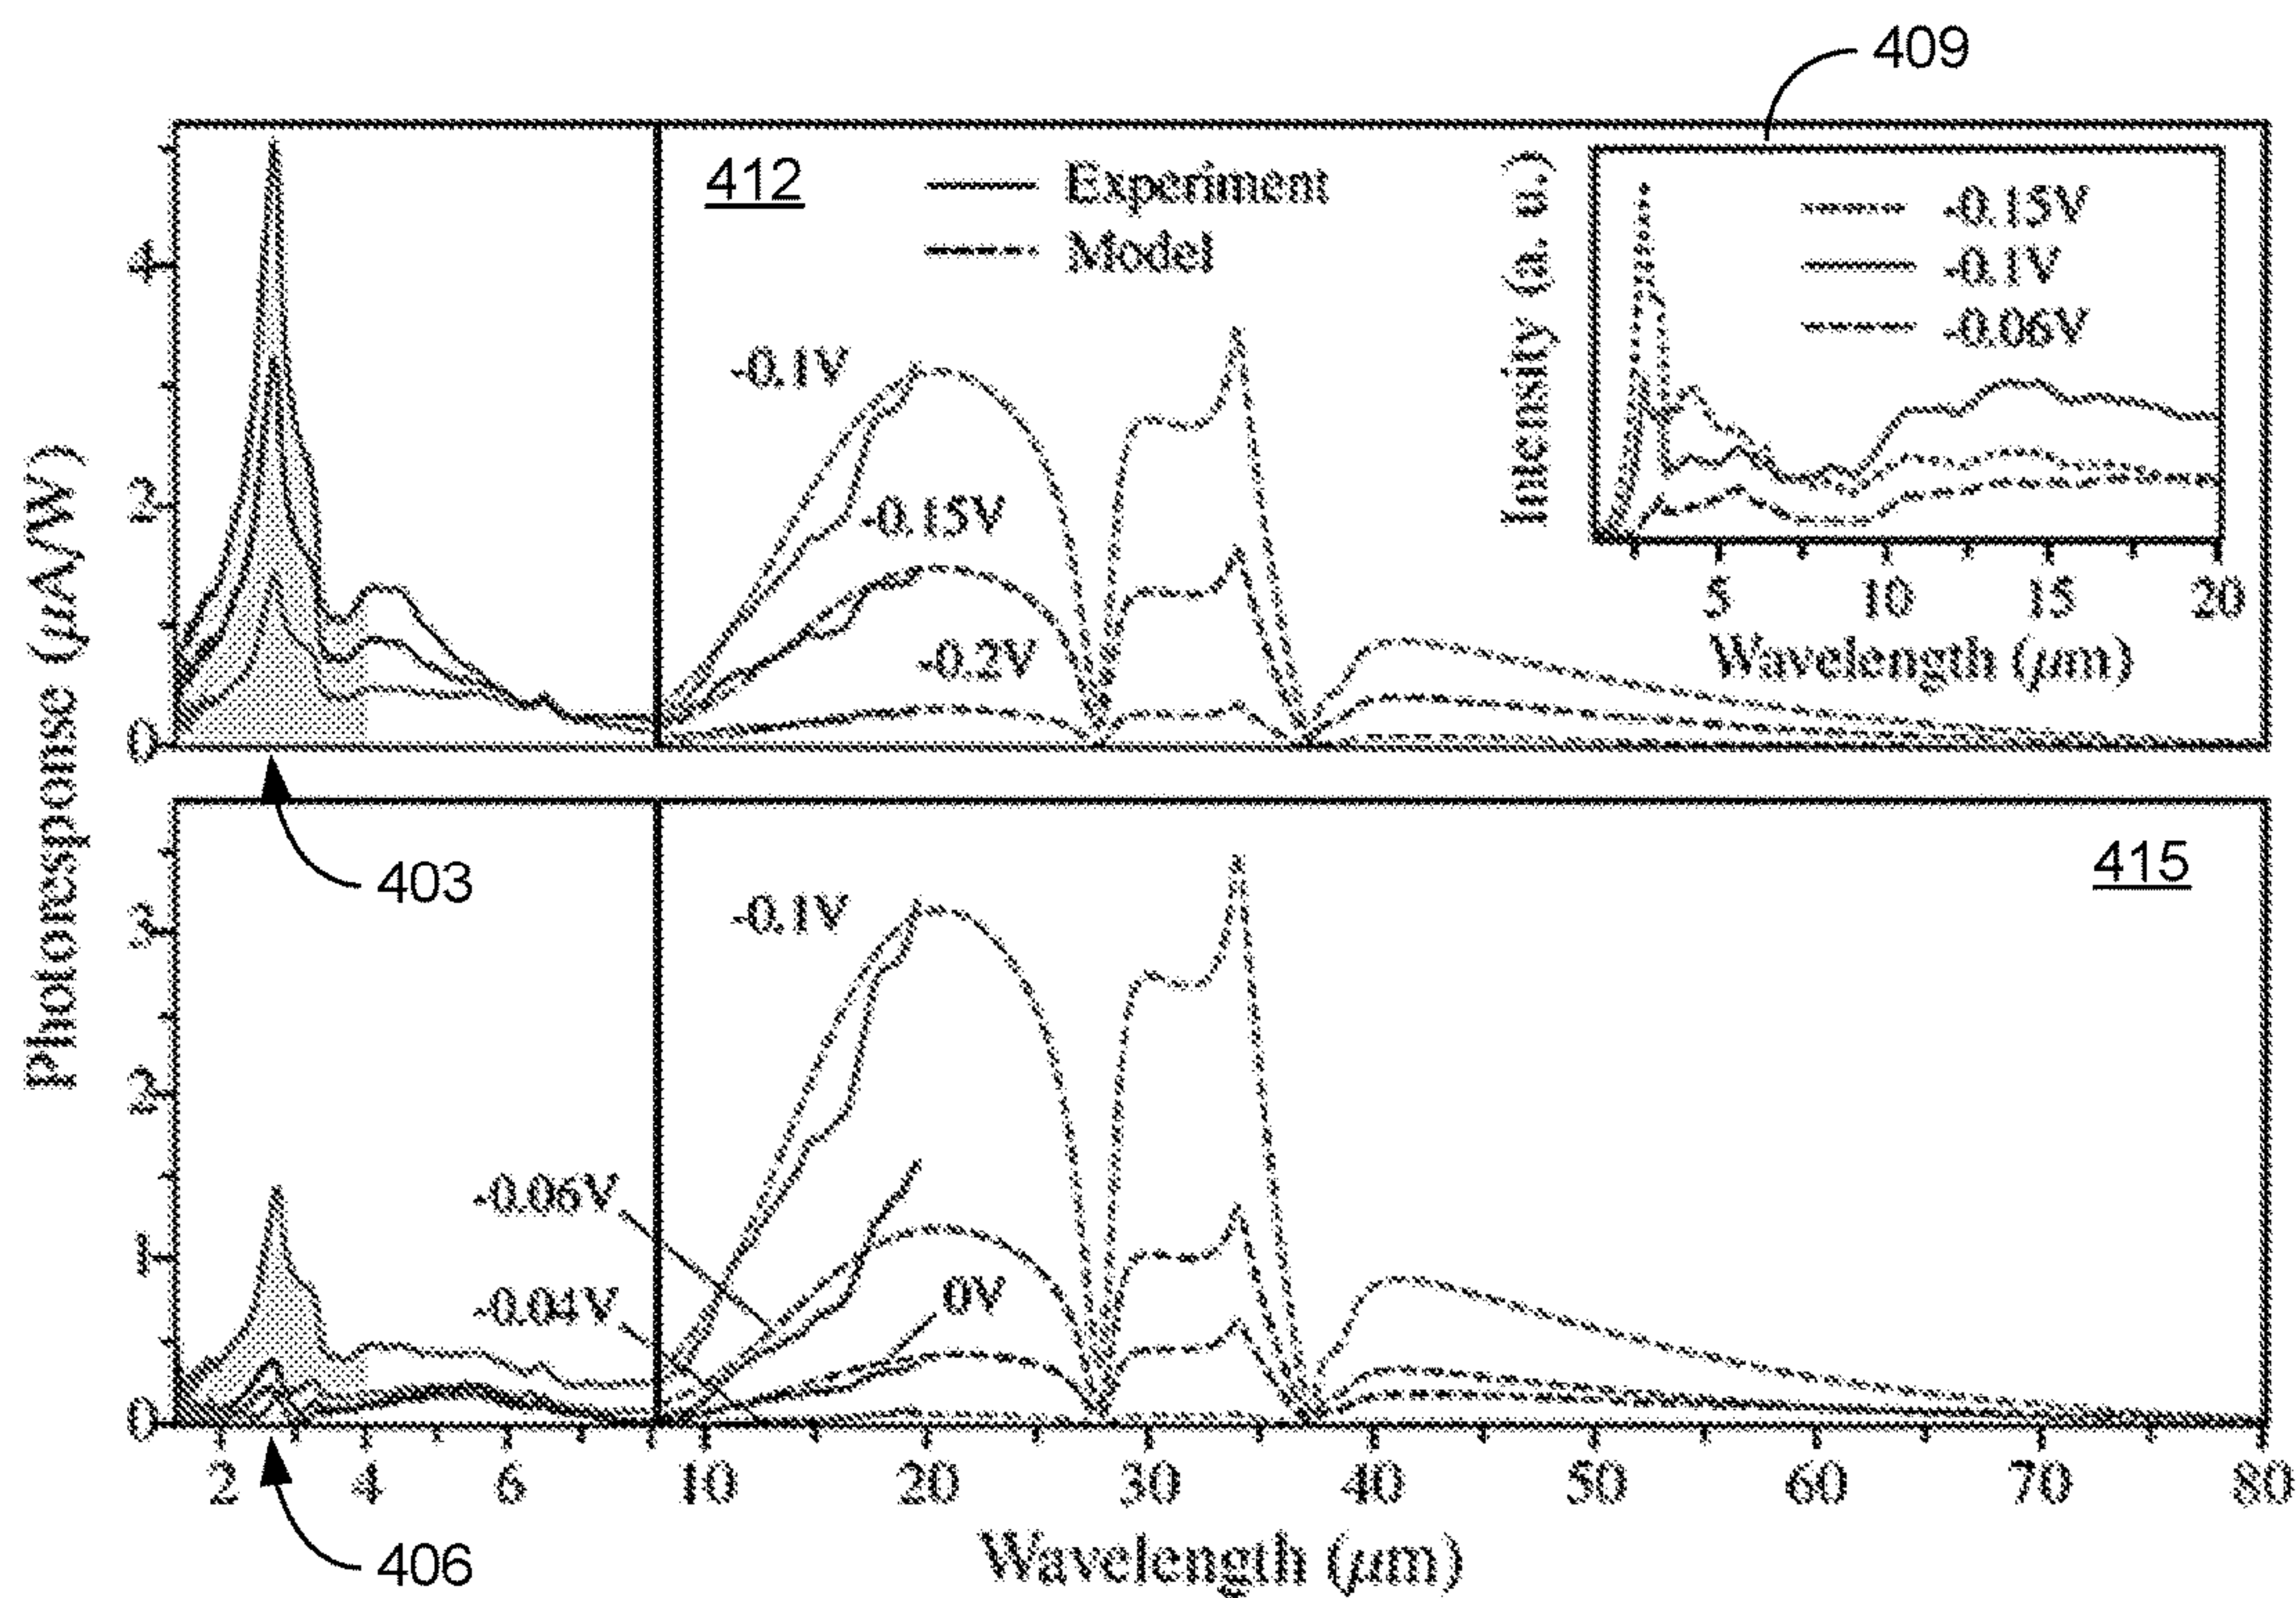 409
412
Experiment
Model
-0.1V
-0.15V
-0.2V
Intensity (a. u.)
-0.15V
-0.1V
-0.06V
5 10 15 20
Wavelength (μm)
Photoresponse (μA/W)
4
2
0
403
415
-0.1V
-0.06V
-0.04V
0V
3
2
1
0
2 4 6 10 20 30 40 50 60 70 80
406
Wavelength (μm)